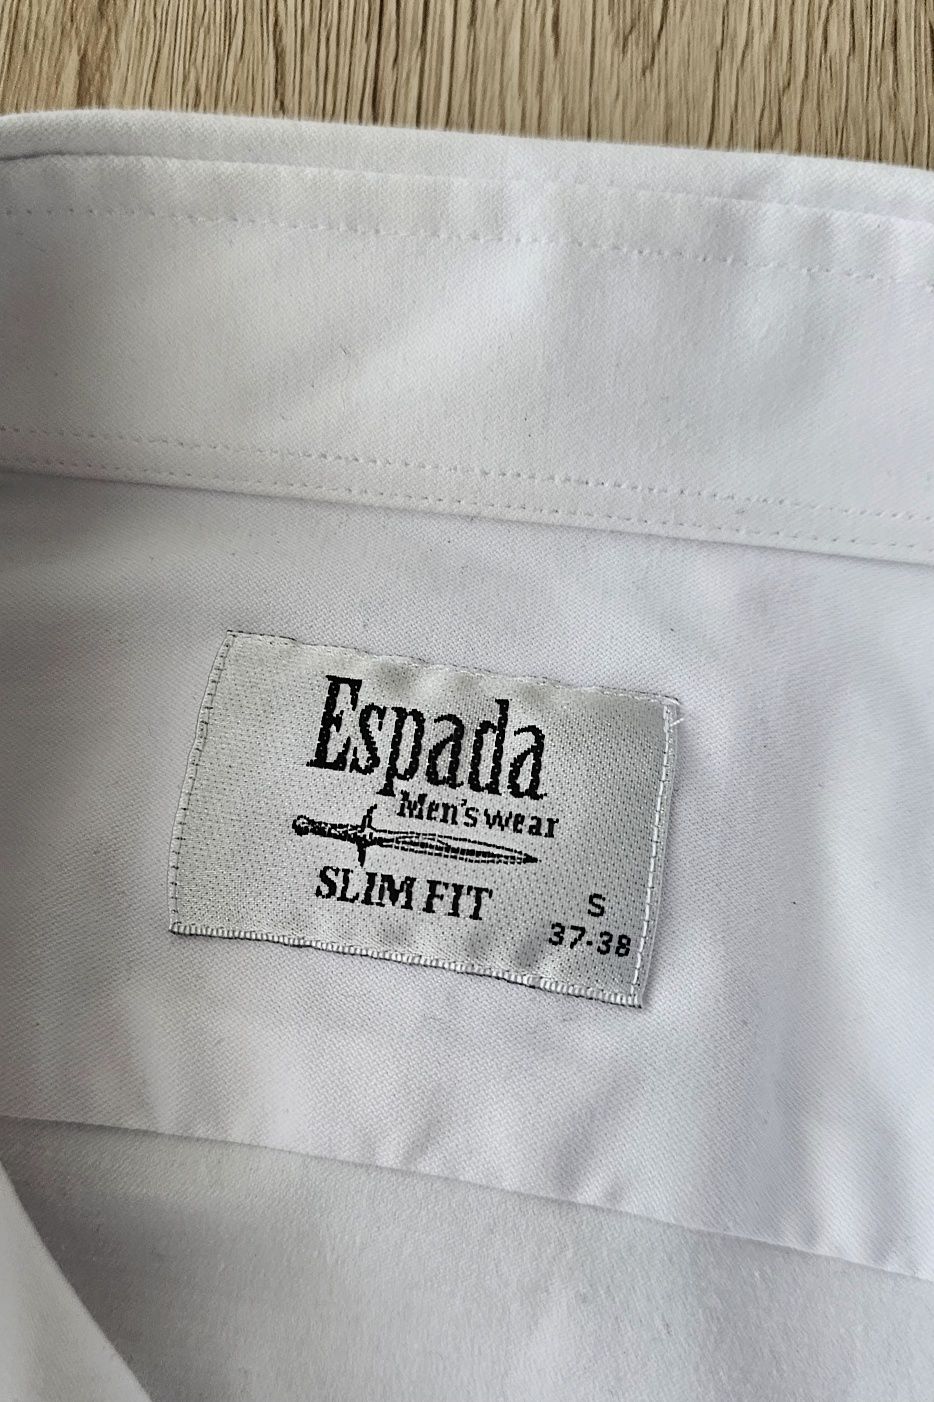 Espada
Men's wear
SLIM FIT
S
37-38